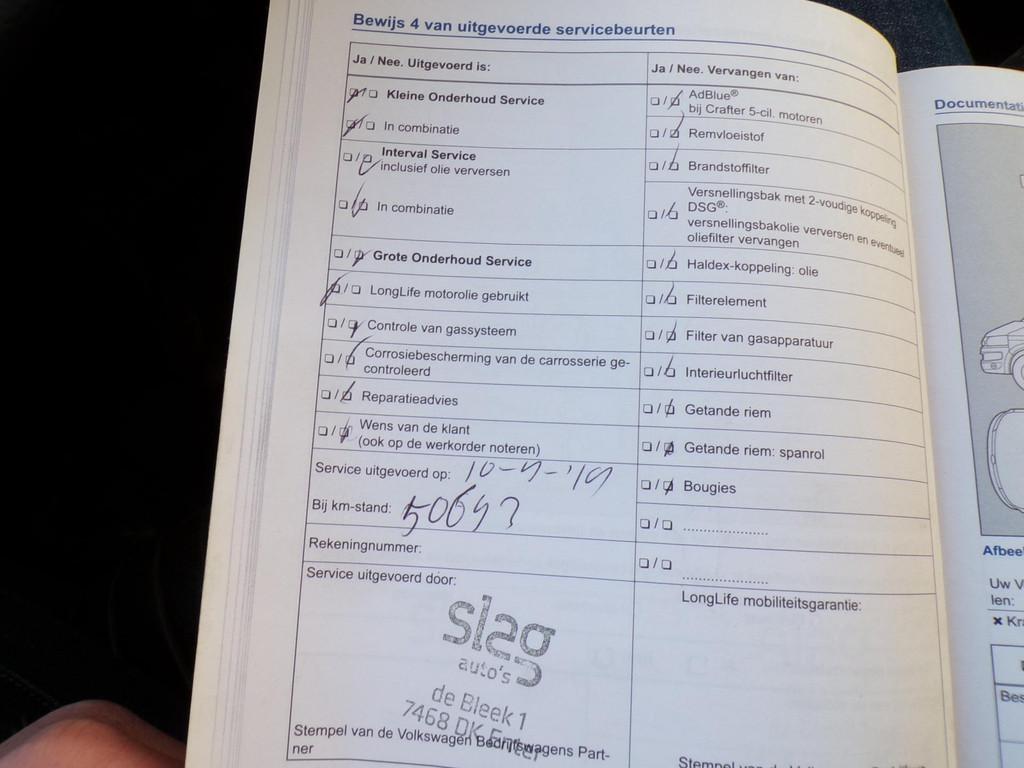 Bewijs 4 van uitgevoerde servicebeurten
Ja / Nee. Uitgevoerd is:
Kleine Onderhoud Service
In combinatie
Interval Service
inclusief olie verversen
In combinatie
Grote Onderhoud Service
LongLife motorolie gebruikt
Controle van gassysteem
Corrosiebescherming van de carrosserie ge-
controleerd
Reparatieadvies
Wens van de klant
(ook op de werkorder noteren)
Service uitgevoerd op:
Bij km-stand:
Rekeningnummer:
Service uitgevoerd door:
slag
auto's
de Bleek 1
7468 DK Enter
Stempel van de Volkswagen Bedrijfswagens Part-
ner
Ja / Nee. Vervangen van:
AdBlue®
bij Crafter 5-cil. motoren
Remvloeistof
Brandstoffilter
Versnellingsbak met 2-voudige koppeling
DSG®:
versnellingsbakolie verversen en eventueel
oliefilter vervangen
Haldex-koppeling: olie
Filterelement
Filter van gasapparatuur
Interieurluchtfilter
Getande riem
Getande riem: spanrol
Bougies
LongLife mobiliteitsgarantie:
Documentati
Afbee
Uw V
len:
Bes